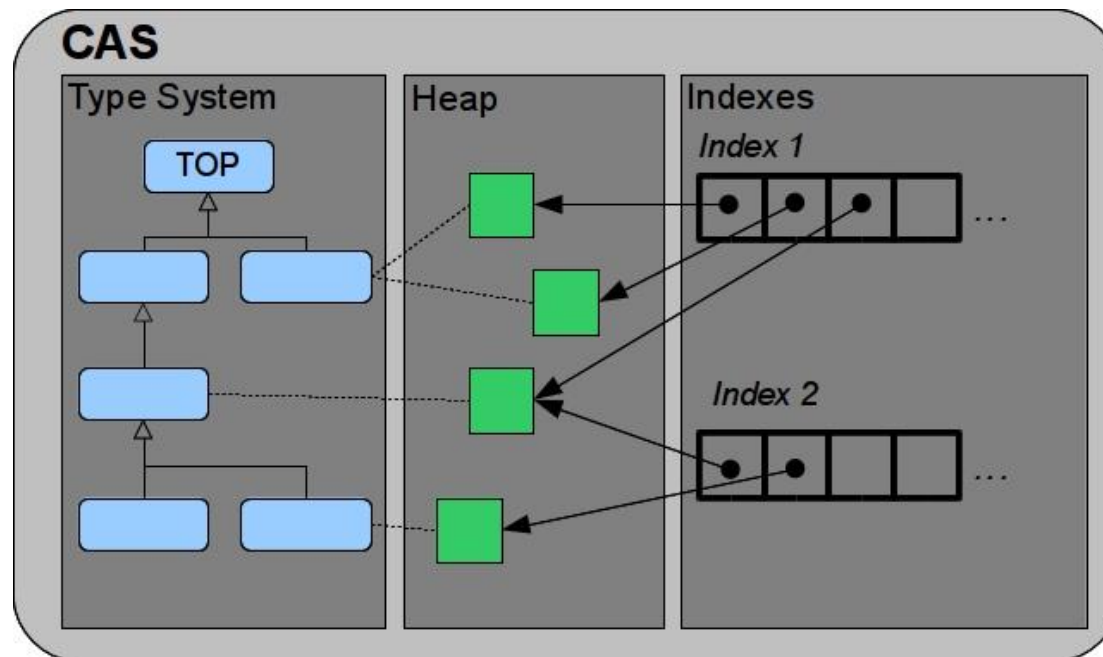 CAS
Type System
Heap
Indexes
TOP
Index 1
...
Index 2
...